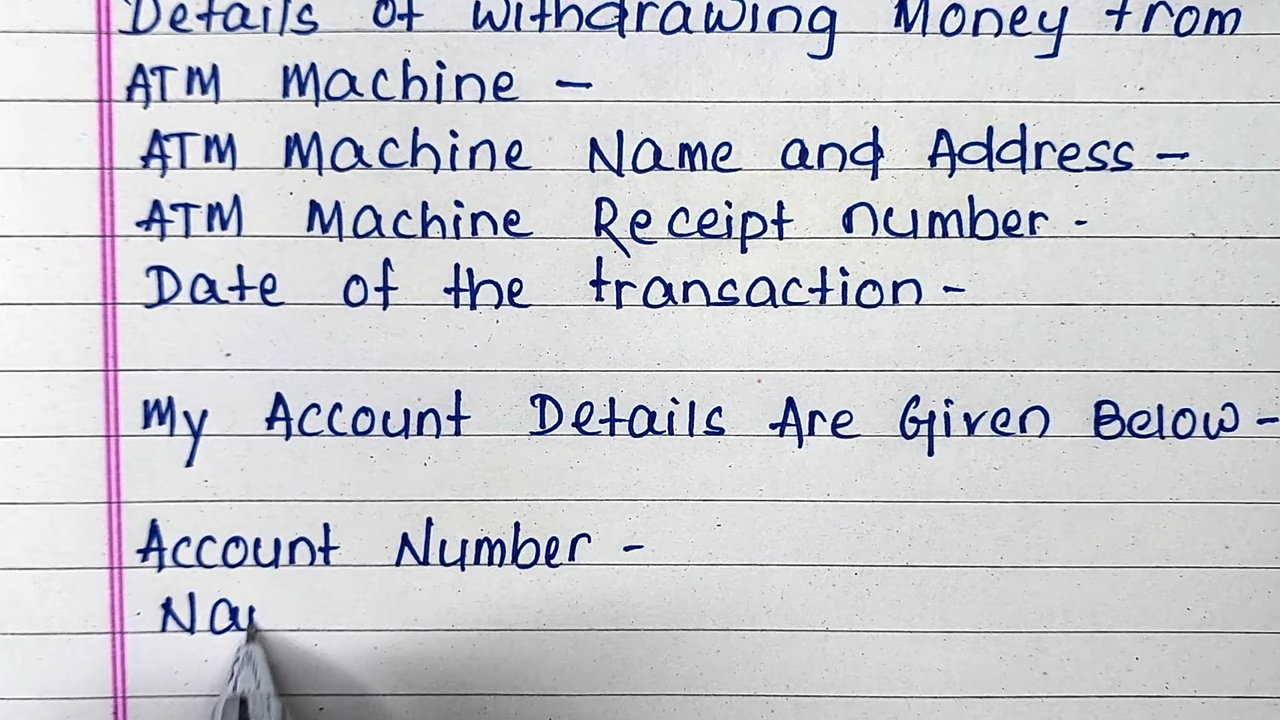 Details of Withdrawing Money from
ATM Machine –
ATM Machine Name and Address –
ATM Machine Receipt number -
Date of the transaction -
My Account Details Are Given Below -
Account Number -
Na